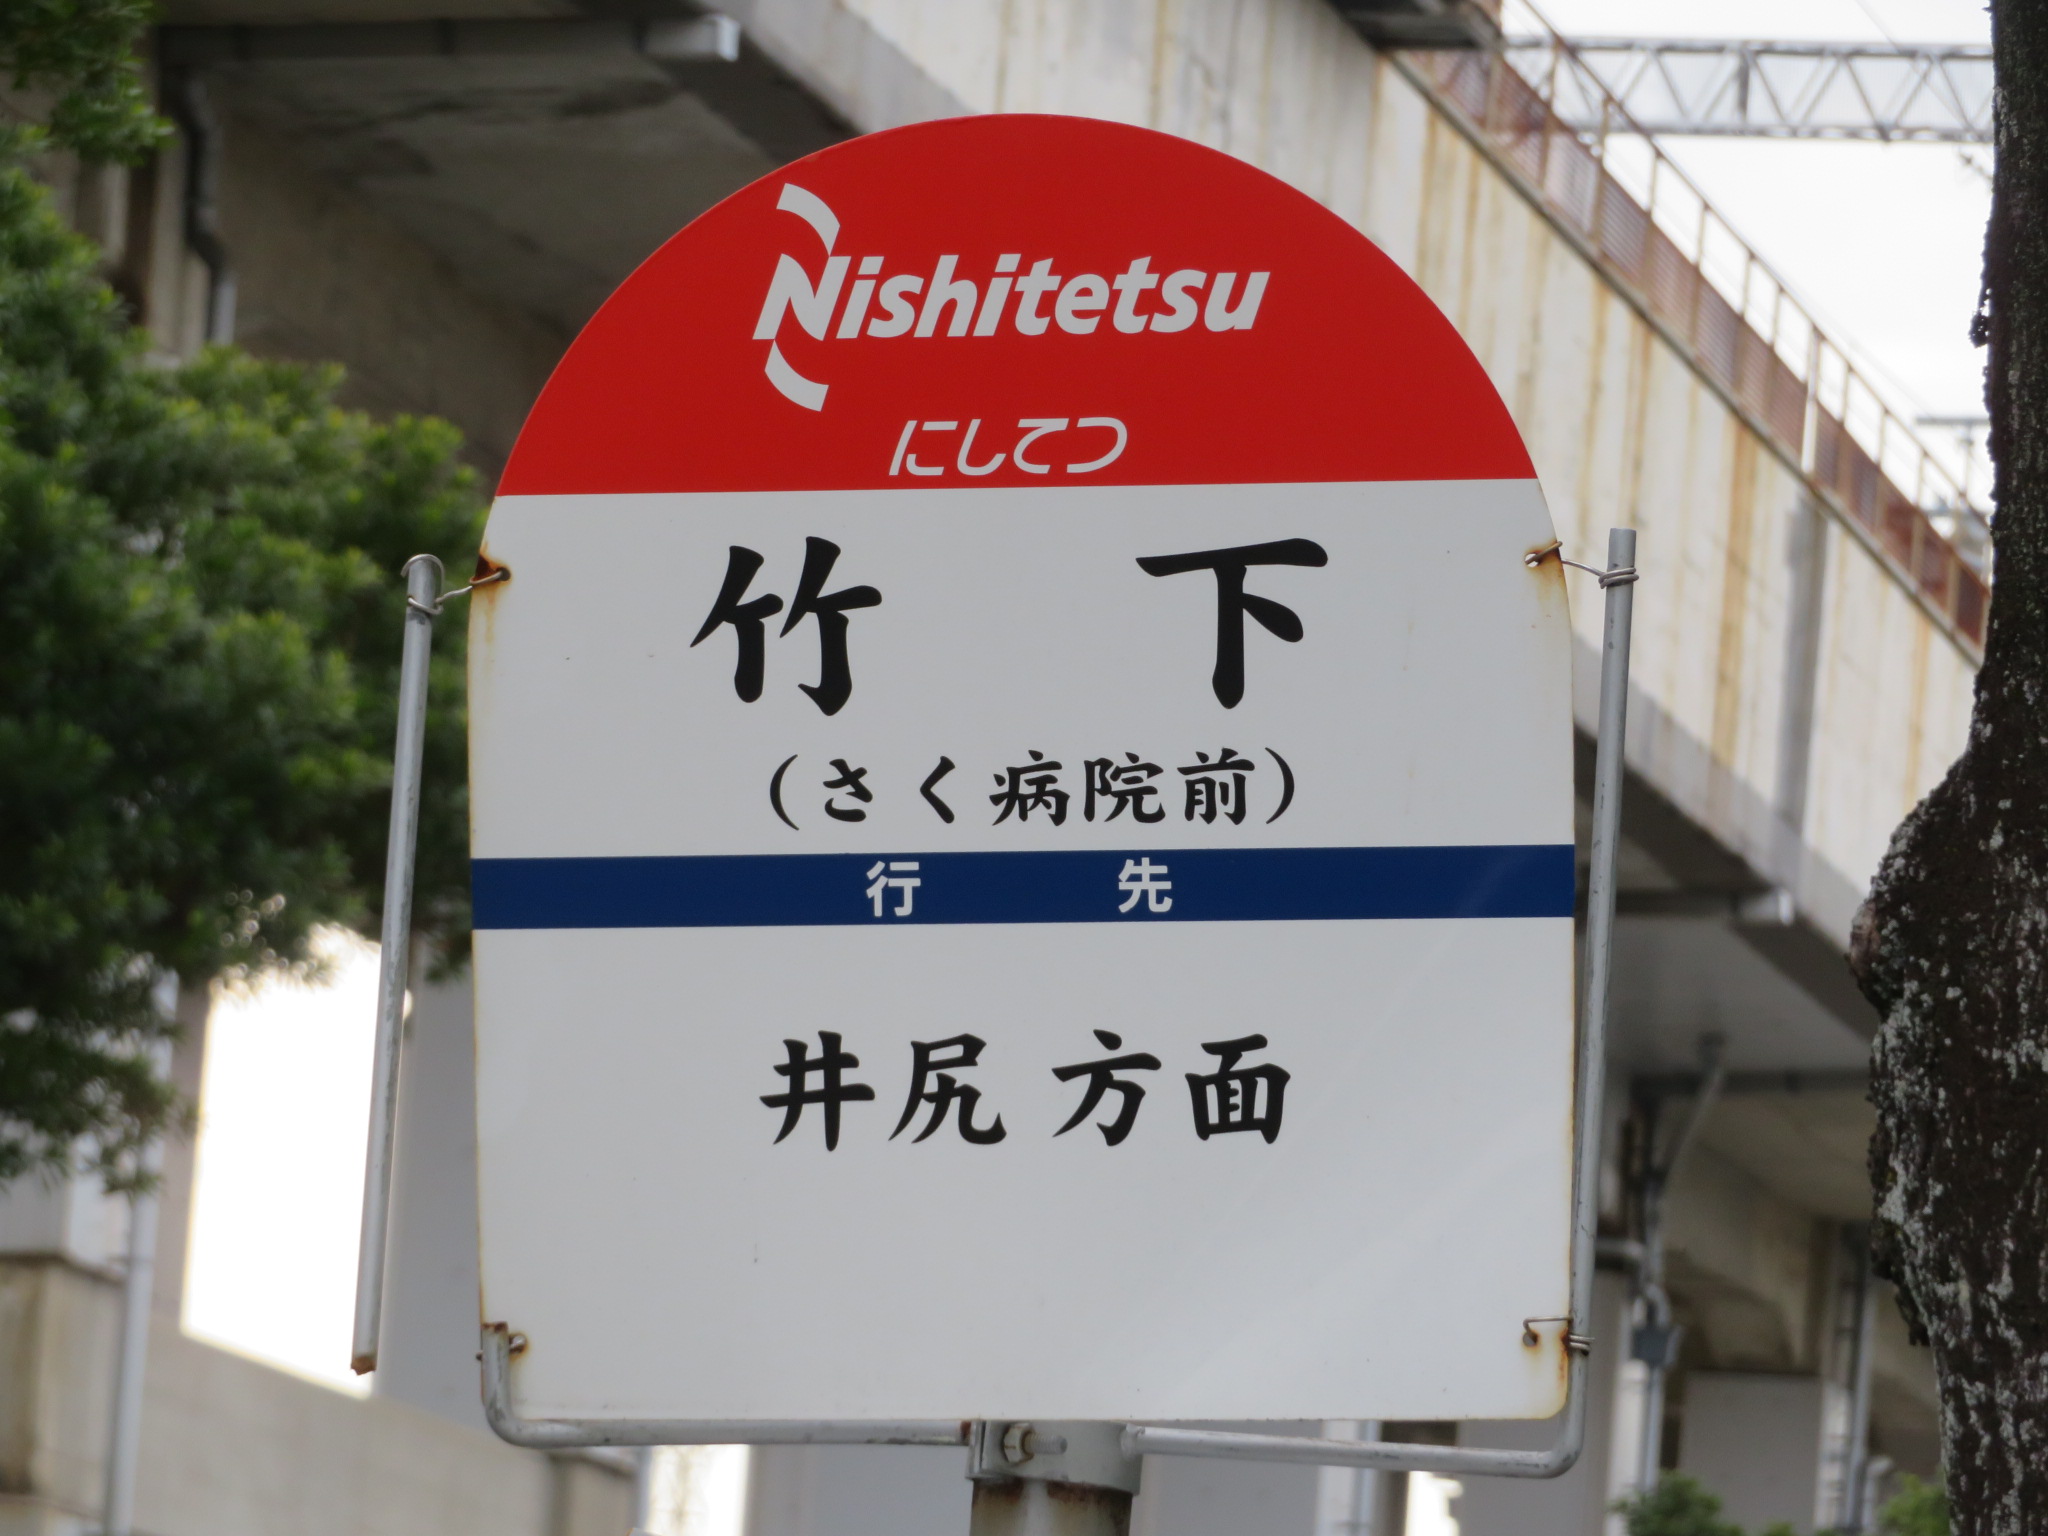 Nishitetsu
にしてつ
竹下
(さく病院前)
行先
井尻方面